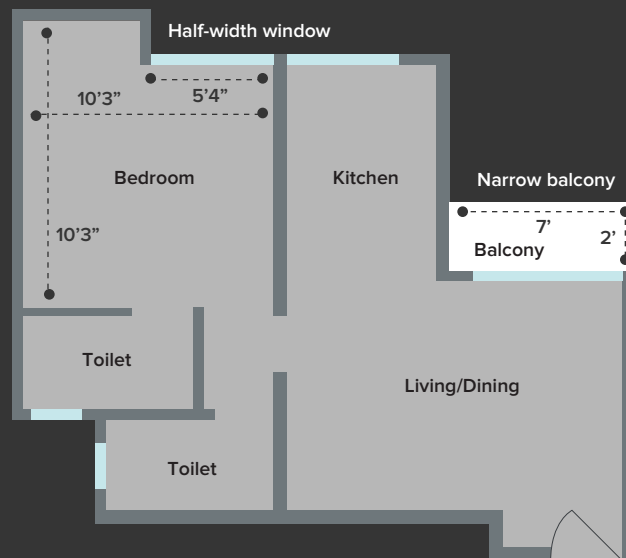 Half-width window
10’3”
5’4”
Bedroom
Kitchen
Narrow balcony
7’
2’
Balcony
10’3”
Toilet
Living/Dining
Toilet